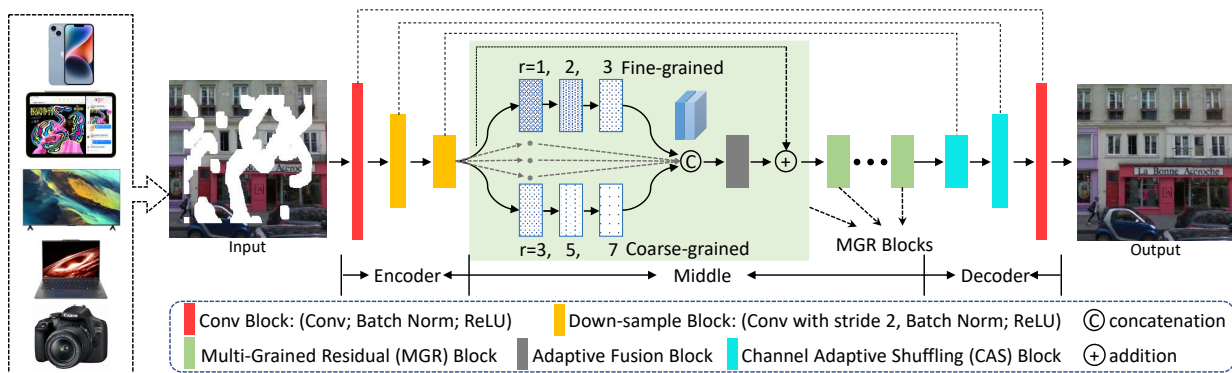 r=1, 2, 3 Fine-grained
C
+
r=3, 5, 7 Coarse-grained
Input
La Bonne Accroche
Output
MGR Blocks
Encoder
Middle
Decoder
Conv Block: (Conv; Batch Norm; ReLU)
Down-sample Block: (Conv with stride 2, Batch Norm; ReLU)
C concatenation
Multi-Grained Residual (MGR) Block
Adaptive Fusion Block
Channel Adaptive Shuffling (CAS) Block
+ addition
Canon